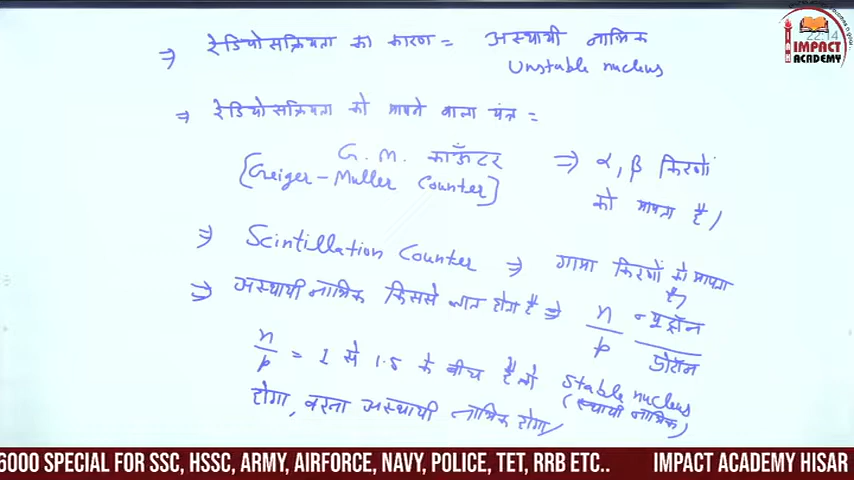 22:14
IMPACT
ACADEMY
⇒ रेडियोसक्रियता का कारण = अस्थायी नाभिक
Unstable nucleus
⇒ रेडियोसक्रियता को मापने वाला यंत्र =
G. M. काऊँटर ⇒ α, β किरणों
[Geiger-Muller Counter] को मापता है/
⇒ Scintillation Counter ⇒ गामा किरणों को मापता है
⇒ अस्थायी नाभिक किससे ज्ञात होगा है ⇒ n/p न्यूट्रॉन/प्रोटॉन
n/p = 1 से 1.5 के बीच है तो stable nucleus
(स्थायी नाभिक)
होगा, वरना अस्थायी नाभिक होगा/
6000 SPECIAL FOR SSC, HSSC, ARMY, AIRFORCE, NAVY, POLICE, TET, RRB ETC.. IMPACT ACADEMY HISAR